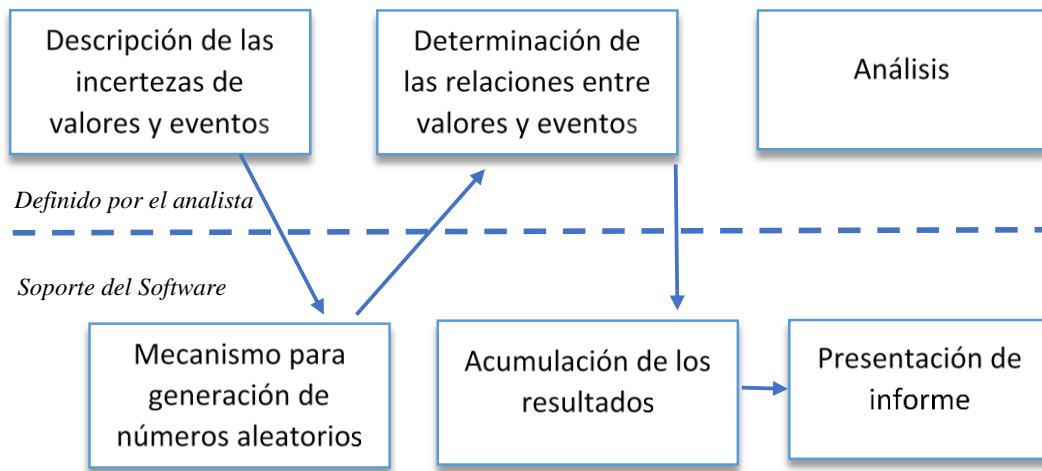 Descripción de las
incertezas de
valores y eventos
Determinación de
las relaciones entre
valores y eventos
Análisis
Definido por el analista
Soporte del Software
Mecanismo para
generación de
números aleatorios
Acumulación de los
resultados
Presentación de
informe